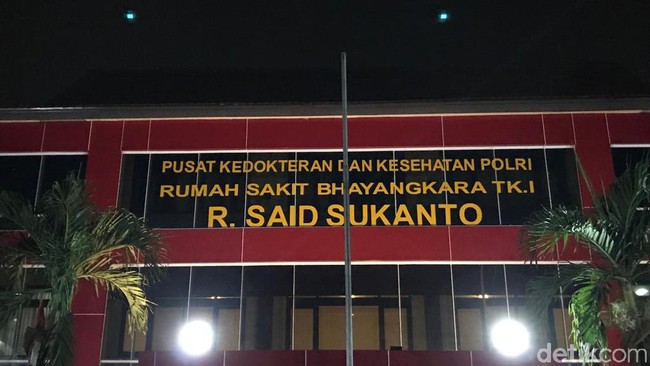 PUSAT KEDOKTERAN DAN KESEHATAN POLRI
RUMAH SAKIT BHAYANGKARA TK.I
R. SAID SUKANTO
detikcom